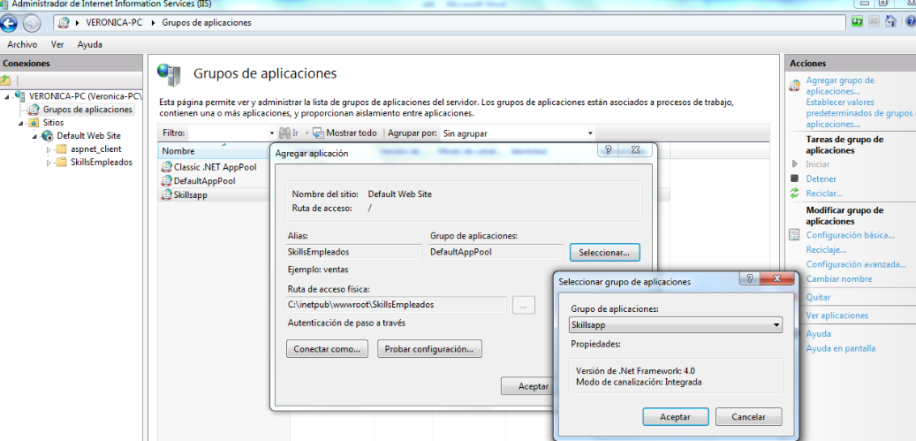 Administrador de Internet Information Services (IIS)
VERONICA-PC
Grupos de aplicaciones
Archivo Ver Ayuda
Conexiones
VERONICA-PC (Veronica-PC\
Grupos de aplicaciones
Sitios
Default Web Site
aspnet_client
SkillsEmpleados
Grupos de aplicaciones
Esta página permite ver y administrar la lista de grupos de aplicaciones del servidor. Los grupos de aplicaciones están asociados a procesos de trabajo,
contienen una o más aplicaciones, y proporcionan aislamiento entre aplicaciones.
Filtro: Ir Mostrar todo Agrupar por: Sin agrupar
Nombre
Classic .NET AppPool
DefaultAppPool
Skillsapp
Agregar aplicación
Nombre del sitio: Default Web Site
Ruta de acceso: /
Alias: Grupo de aplicaciones:
SkillsEmpleados DefaultAppPool Seleccionar...
Ejemplo: ventas
Ruta de acceso física:
C:\inetpub\wwwroot\SkillsEmpleados ...
Autenticación de paso a través
Conectar como... Probar configuración...
Aceptar
Seleccionar grupo de aplicaciones
Grupo de aplicaciones:
Skillsapp
Propiedades:
Versión de .Net Framework: 4.0
Modo de canalización: Integrada
Aceptar Cancelar
Acciones
Agregar grupo de
aplicaciones...
Establecer valores
predeterminados de grupos
aplicaciones...
Tareas de grupo de
aplicaciones
Iniciar
Detener
Reciclar...
Modificar grupo de
aplicaciones
Configuración básica...
Reciclaje...
Configuración avanzada...
Cambiar nombre
Quitar
Ver aplicaciones
Ayuda
Ayuda en pantalla